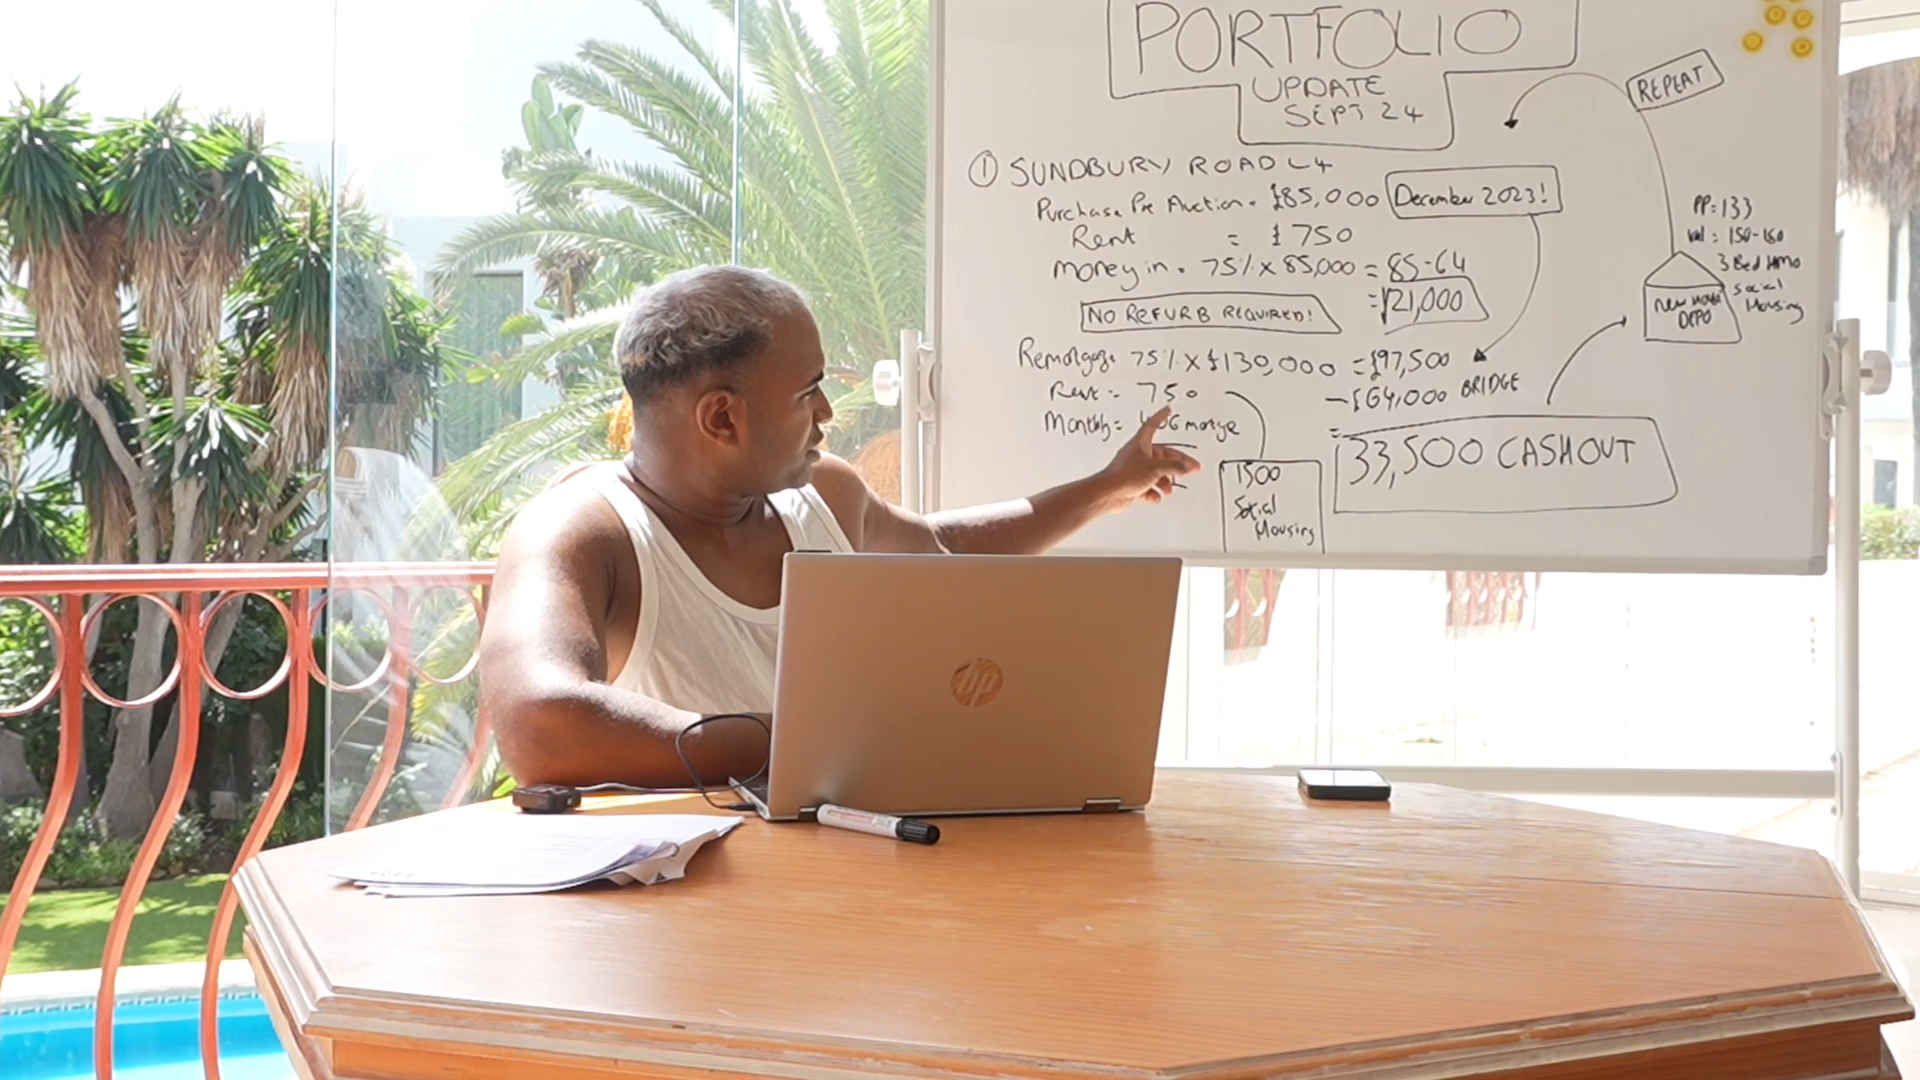 PORTFOLIO
UPDATE
SEPT 24
REPEAT
① SUNDBURY ROAD L4
Purchase Pre Auction = £85,000 December 2023!
Rent = £750
Money in = 75% x 85,000 = 85-64
= £21,000
NO REFURB REQUIRED!
Remortgage 75% x £130,000 = £97,500
Rent = 750 - £64,000 BRIDGE
Monthly =
= 33,500 CASHOUT
1500
Social
Housing
PP = 133
Val = 150-160
3 Bed HMO
Social
Housing
new
hp